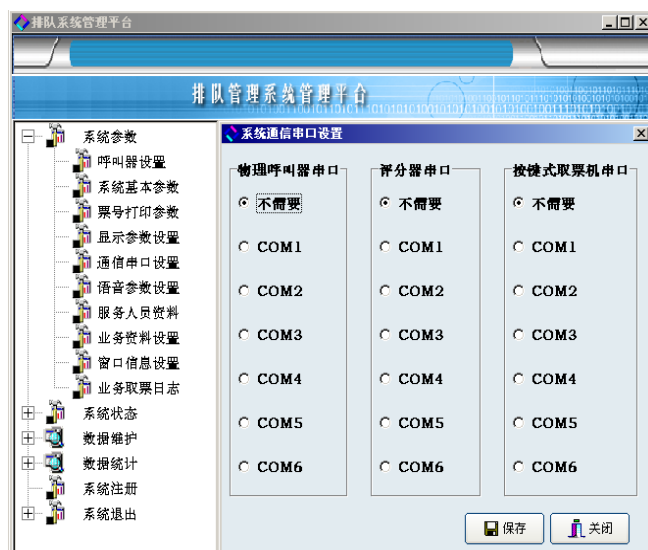 排队系统管理平台
排队管理系统管理平台
系统参数
呼叫器设置
系统基本参数
票号打印参数
显示参数设置
通信串口设置
语音参数设置
服务人员资料
业务资料设置
窗口信息设置
业务取票日志
系统状态
数据维护
数据统计
系统注册
系统退出
系统通信串口设置
物理呼叫器串口
不需要
COM1
COM2
COM3
COM4
COM5
COM6
评分器串口
不需要
COM1
COM2
COM3
COM4
COM5
COM6
按键式取票机串口
不需要
COM1
COM2
COM3
COM4
COM5
COM6
保存
关闭